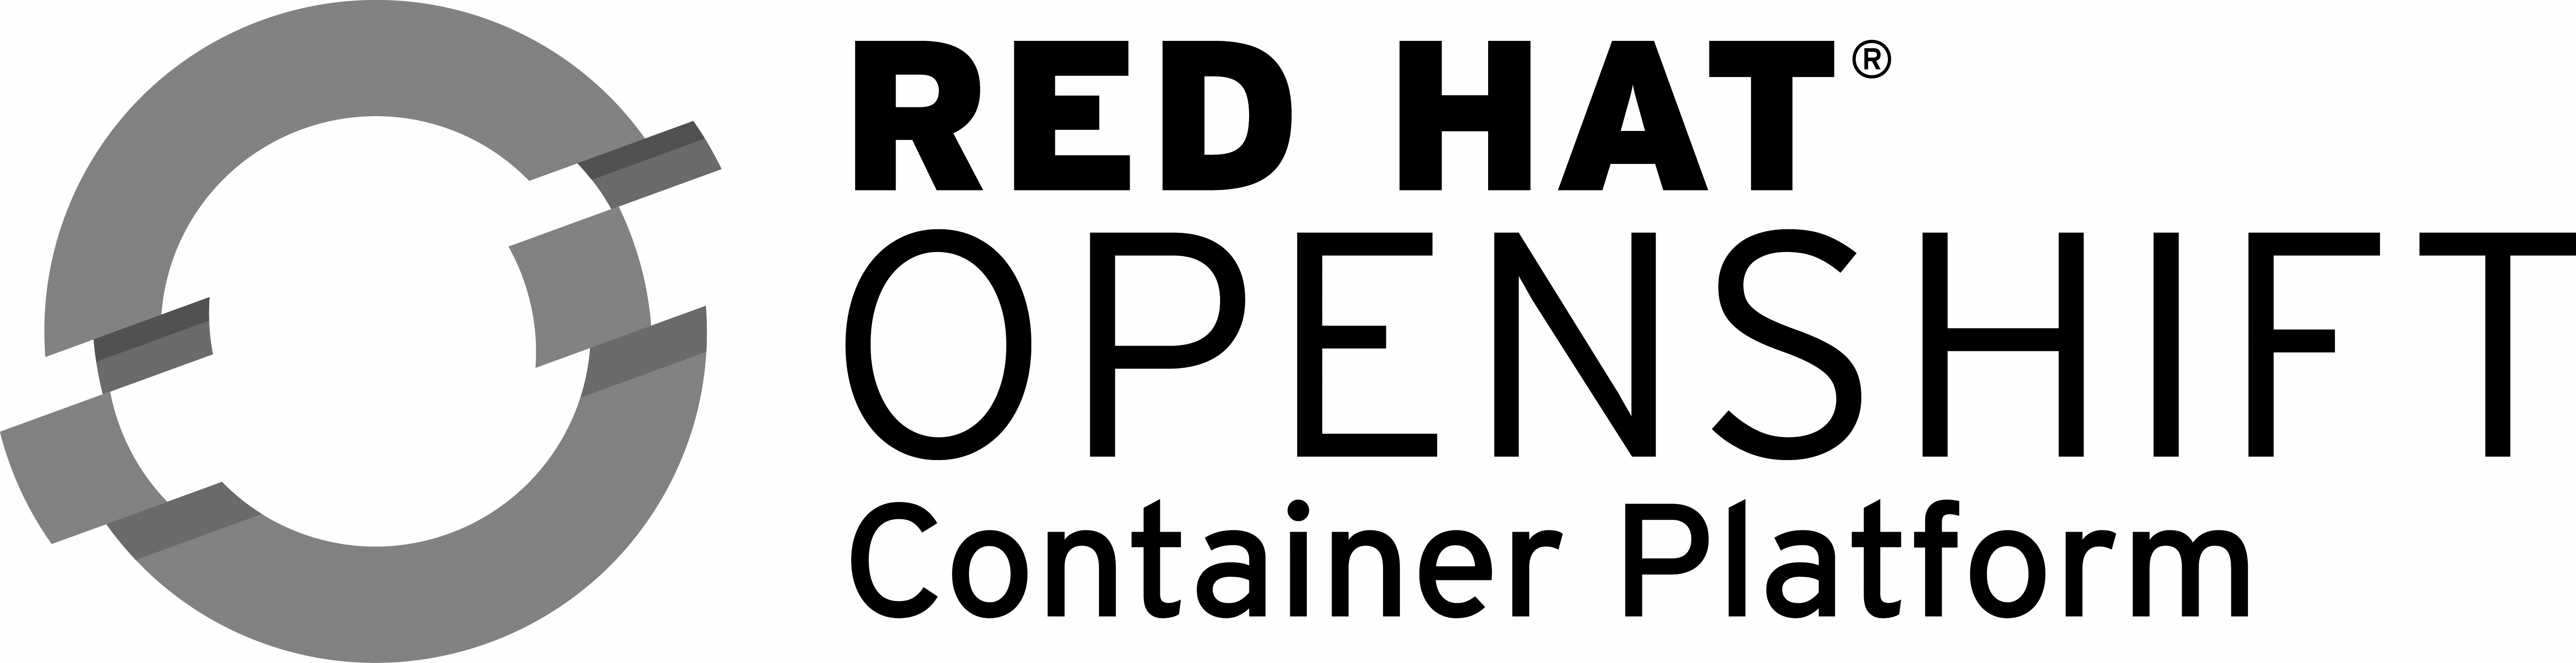 RED HAT®
OPENSHIFT
Container Platform